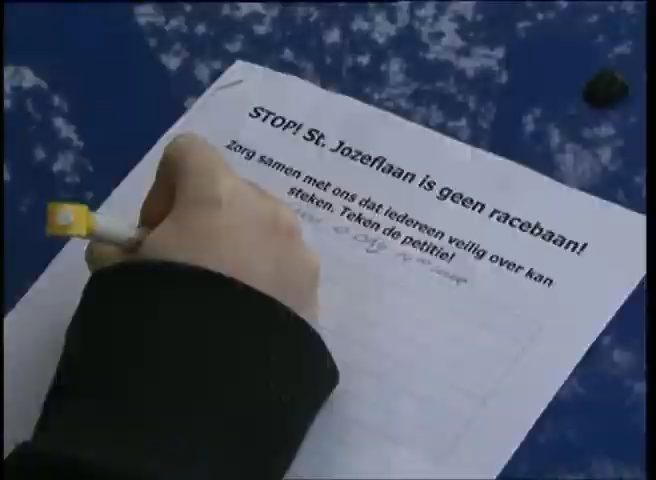 STOP! St. Jozeflaan is geen racebaan!
Zorg samen met ons dat iedereen veilig over kan
steken. Teken de petitie!